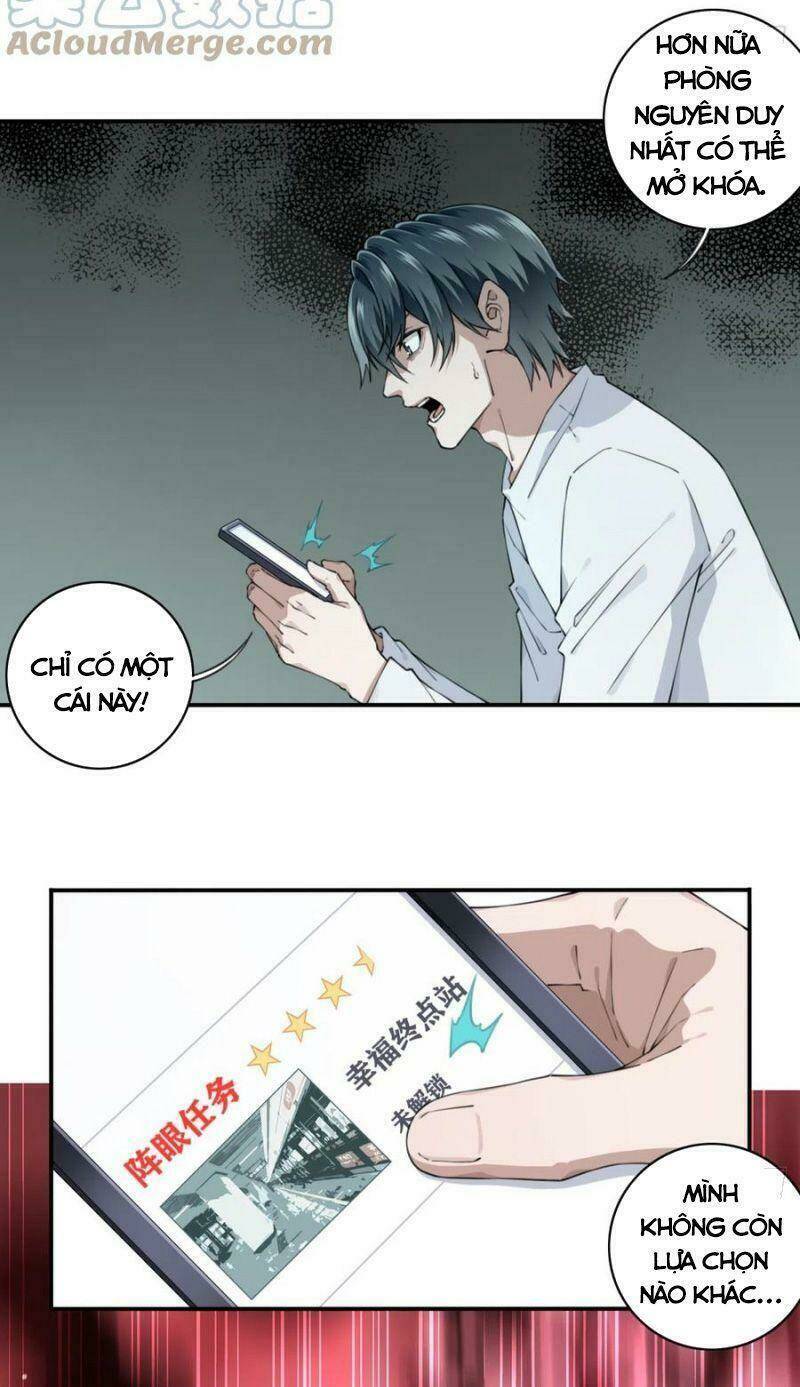 ACloudMerge.com
HƠN NỮA
PHÒNG
NGUYÊN DUY
NHẤT CÓ THỂ
MỞ KHÓA.
CHỈ CÓ MỘT
CÁI NÀY!
阵眼任务
幸福终点站
未解锁
MÌNH
KHÔNG CÒN
LỰA CHỌN
NÀO KHÁC...